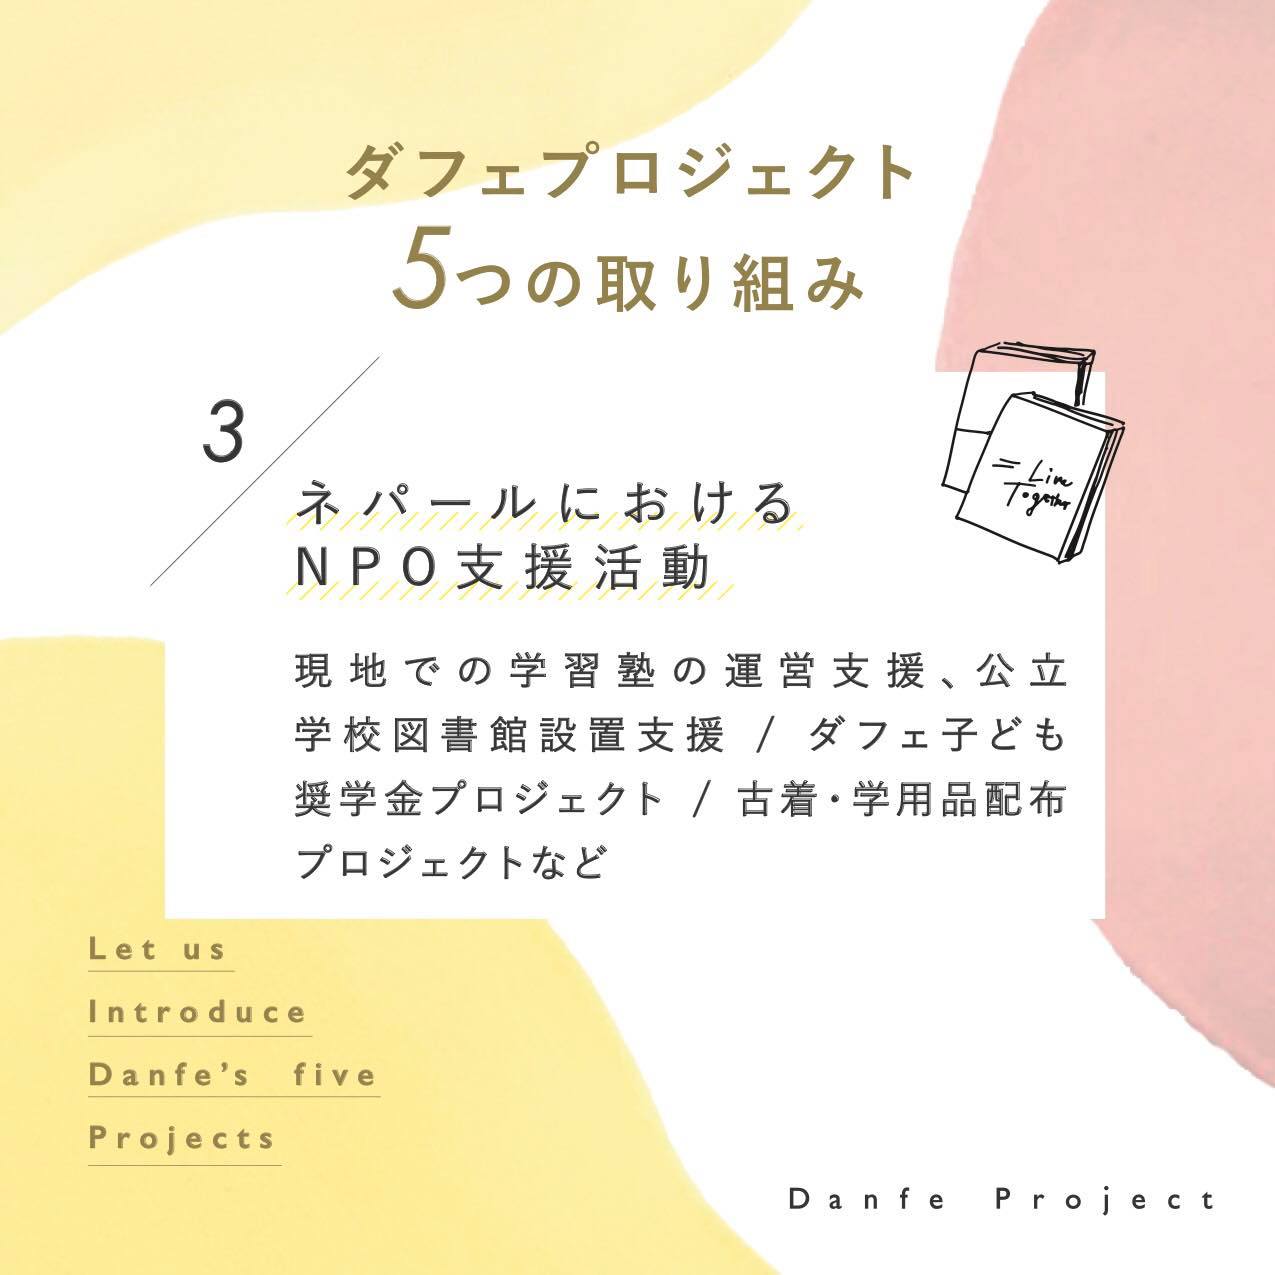 ダフェプロジェクト
5つの取り組み
3
ネパールにおける
NPO支援活動
Live
Together
現地での学習塾の運営支援、公立
学校図書館設置支援 / ダフェ子ども
奨学金プロジェクト / 古着・学用品配布
プロジェクトなど
Let us
Introduce
Danfe's five
Projects
Danfe Project